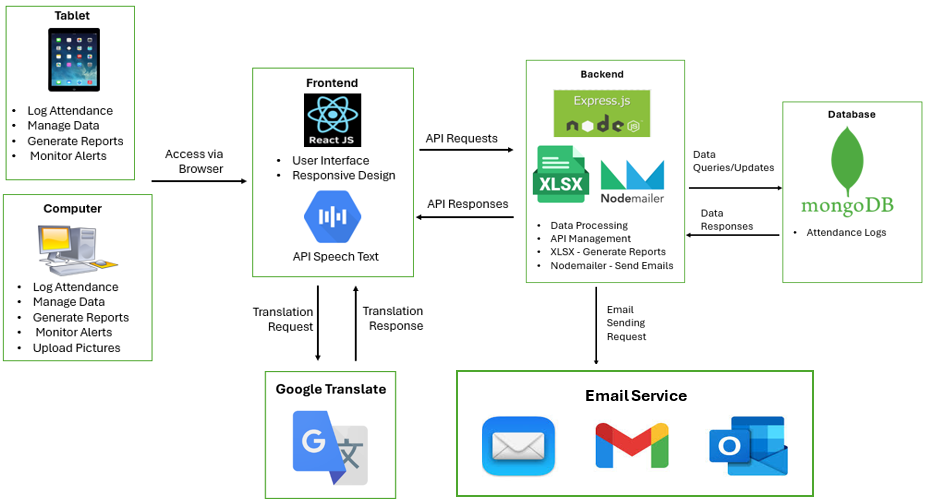 Tablet
• Log Attendance
• Manage Data
• Generate Reports
• Monitor Alerts
Computer
• Log Attendance
• Manage Data
• Generate Reports
• Monitor Alerts
• Upload Pictures
Access via
Browser
Frontend
React JS
• User Interface
• Responsive Design
API Speech Text
API Requests
API Responses
Backend
Express.js
node
JS
XLSX
Nodemailer
• Data Processing
• API Management
• XLSX - Generate Reports
• Nodemailer - Send Emails
Data
Queries/Updates
Data
Responses
Database
mongoDB
• Attendance Logs
Translation
Request
Translation
Response
Email
Sending
Request
Google Translate
G
文
Email Service
O